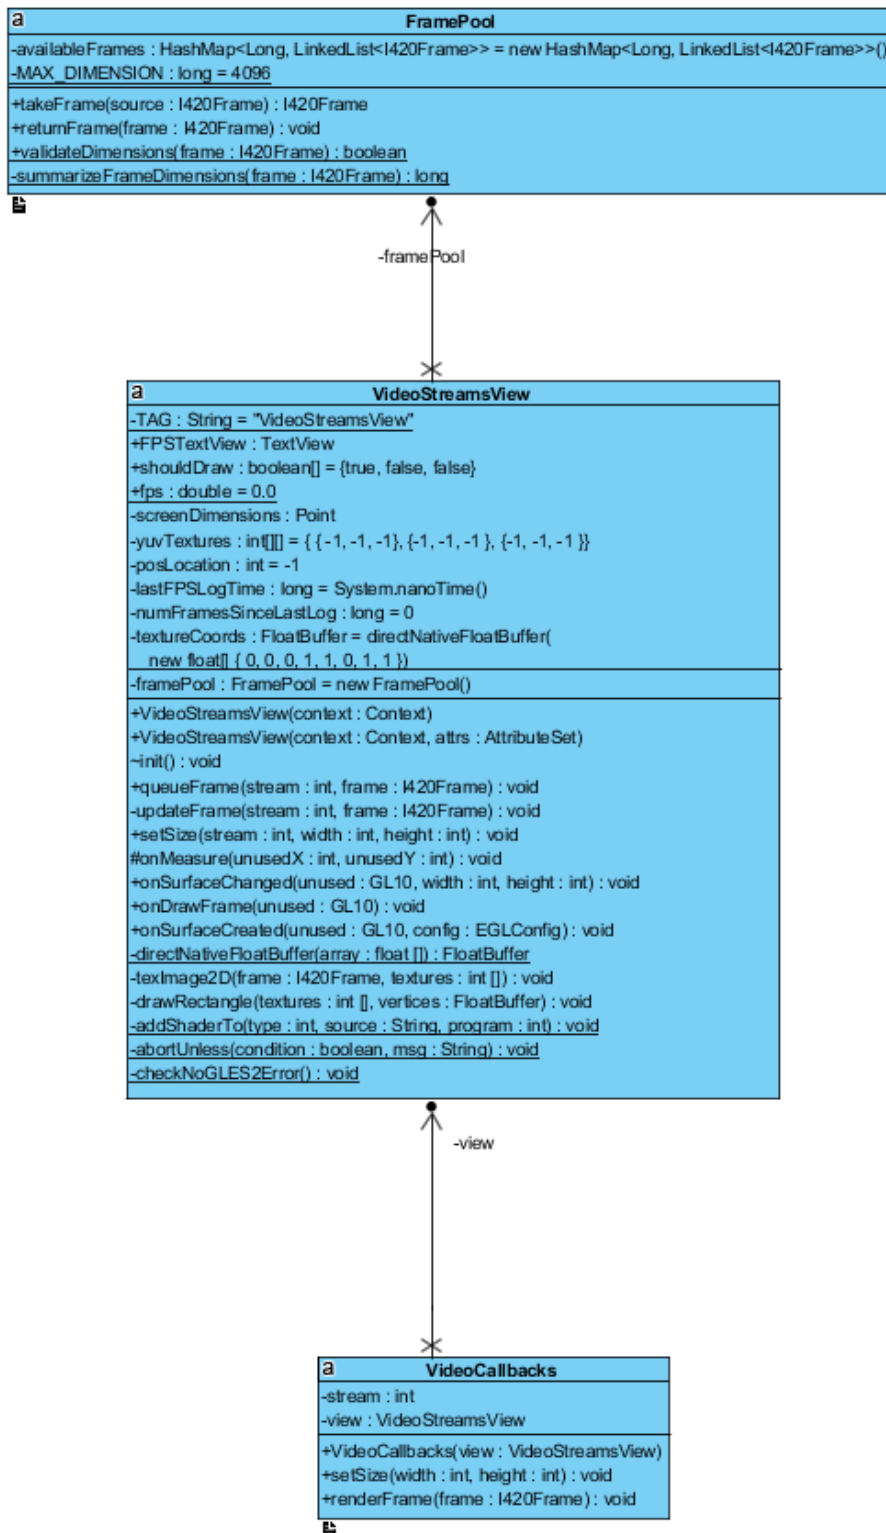 a
FramePool
-availableFrames : HashMap<Long, LinkedList<I420Frame>> = new HashMap<Long, LinkedList<I420Frame>>()
-MAX_DIMENSION : long = 4096
+takeFrame(source : I420Frame) : I420Frame
+returnFrame(frame : I420Frame) : void
+validateDimensions(frame : I420Frame) : boolean
-summarizeFrameDimensions(frame : I420Frame) : long
-framePool
a
VideoStreamsView
-TAG : String = "VideoStreamsView"
+FPSTextView : TextView
+shouldDraw : boolean[] = {true, false, false}
+fps : double = 0.0
-screenDimensions : Point
-yuvTextures : int[][] = { {-1, -1, -1}, {-1, -1, -1 }, {-1, -1, -1 }}
-posLocation : int = -1
-lastFPSLogTime : long = System.nanoTime()
-numFramesSinceLastLog : long = 0
-textureCoords : FloatBuffer = directNativeFloatBuffer(
new float[] { 0, 0, 0, 1, 1, 0, 1, 1 })
-framePool : FramePool = new FramePool()
+VideoStreamsView(context : Context)
+VideoStreamsView(context : Context, attrs : AttributeSet)
~init() : void
+queueFrame(stream : int, frame : I420Frame) : void
-updateFrame(stream : int, frame : I420Frame) : void
+setSize(stream : int, width : int, height : int) : void
#onMeasure(unusedX : int, unusedY : int) : void
+onSurfaceChanged(unused : GL10, width : int, height : int) : void
+onDrawFrame(unused : GL10) : void
+onSurfaceCreated(unused : GL10, config : EGLConfig) : void
-directNativeFloatBuffer(array : float []) : FloatBuffer
-texImage2D(frame : I420Frame, textures : int []) : void
-drawRectangle(textures : int [], vertices : FloatBuffer) : void
-addShaderTo(type : int, source : String, program : int) : void
-abortUnless(condition : boolean, msg : String) : void
-checkNoGLES2Error() : void
-view
a
VideoCallbacks
-stream : int
-view : VideoStreamsView
+VideoCallbacks(view : VideoStreamsView)
+setSize(width : int, height : int) : void
+renderFrame(frame : I420Frame) : void